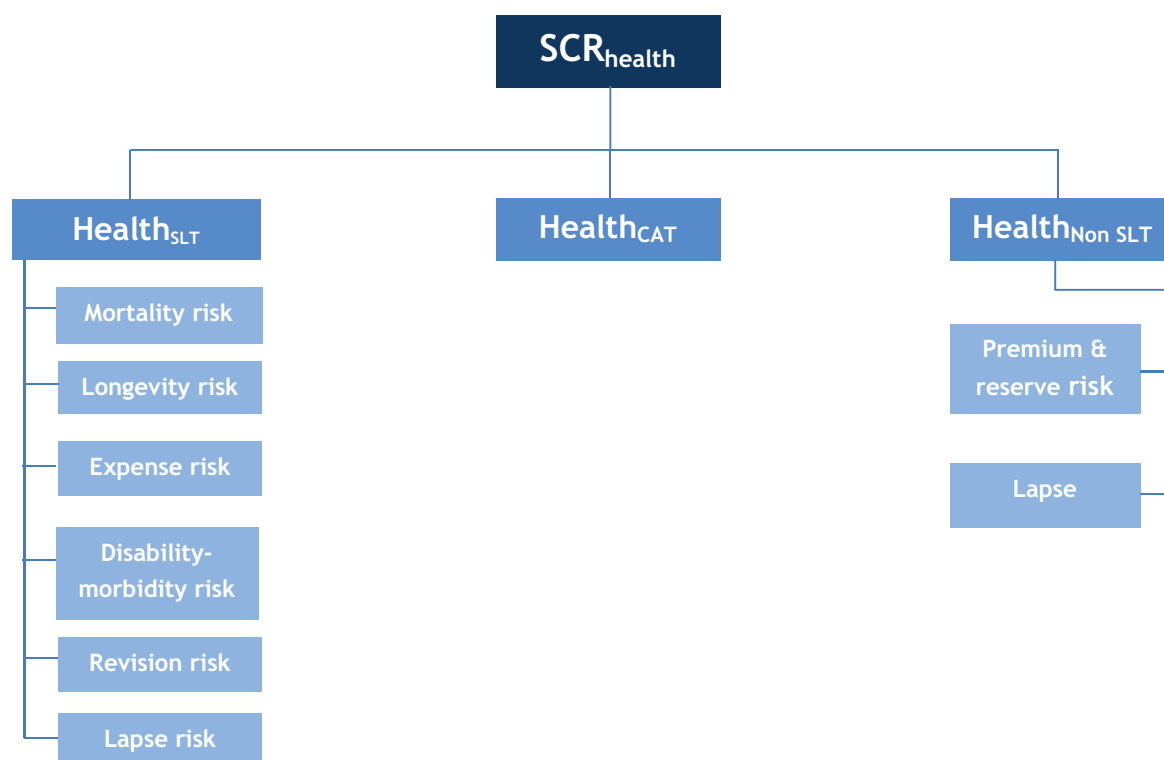 SCRhealth
HealthSLT
HealthCAT
HealthNon SLT
Mortality risk
Longevity risk
Expense risk
Disability-
morbidity risk
Revision risk
Lapse risk
Premium &
reserve risk
Lapse